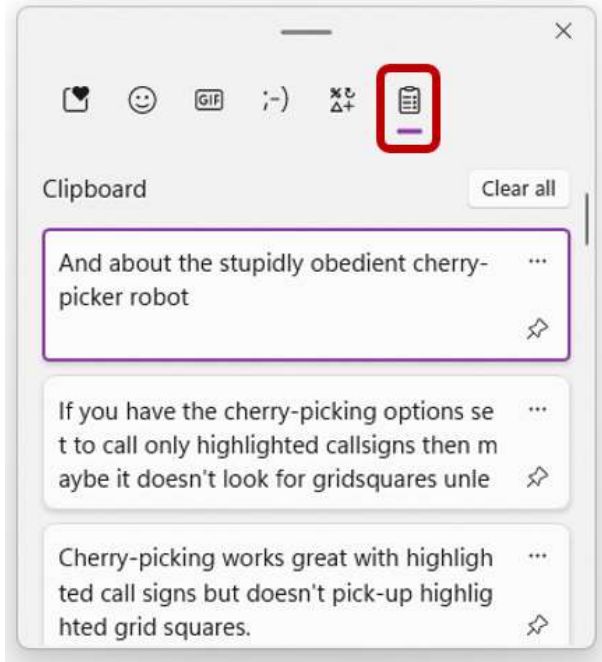 GIF ;-)
Clipboard Clear all
And about the stupidly obedient cherry-
picker robot
If you have the cherry-picking options se
t to call only highlighted callsigns then m
aybe it doesn't look for gridsquares unle
Cherry-picking works great with highligh
ted call signs but doesn't pick-up highlig
hted grid squares.